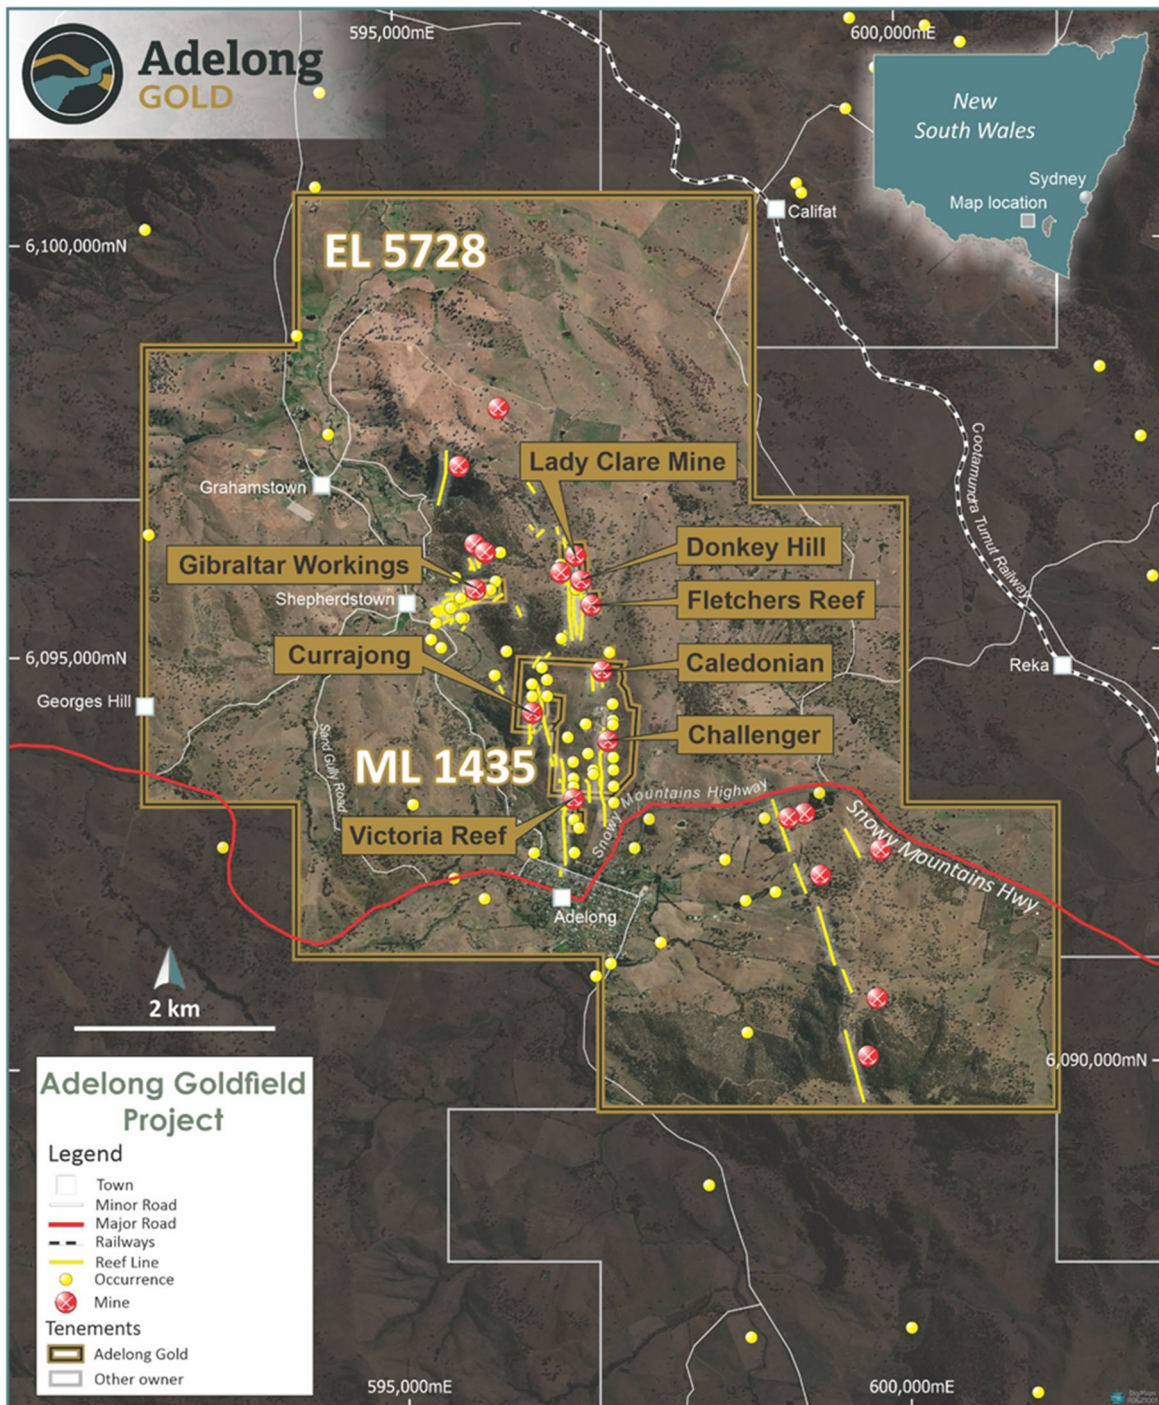 Adelong
GOLD
595,000mE
600,000mE
New
South Wales
Sydney
Map location
Califat
6,100,000mN
EL 5728
Cootamundra Tumut Railway
Lady Clare Mine
Grahamstown
Donkey Hill
Gibraltar Workings
Shepherdstown
Fletchers Reef
Currajong
Caledonian
6,095,000mN
Reka
Georges Hill
Challenger
ML 1435
Sand Gully Road
Snowy Mountains Highway
Snowy Mountains Hwy.
Victoria Reef
Adelong
2 km
6,090,000mN
Adelong Goldfield
Project
Legend
Town
Minor Road
Major Road
Railways
Reef Line
Occurrence
Mine
Tenements
Adelong Gold
Other owner
595,000mE
600,000mE